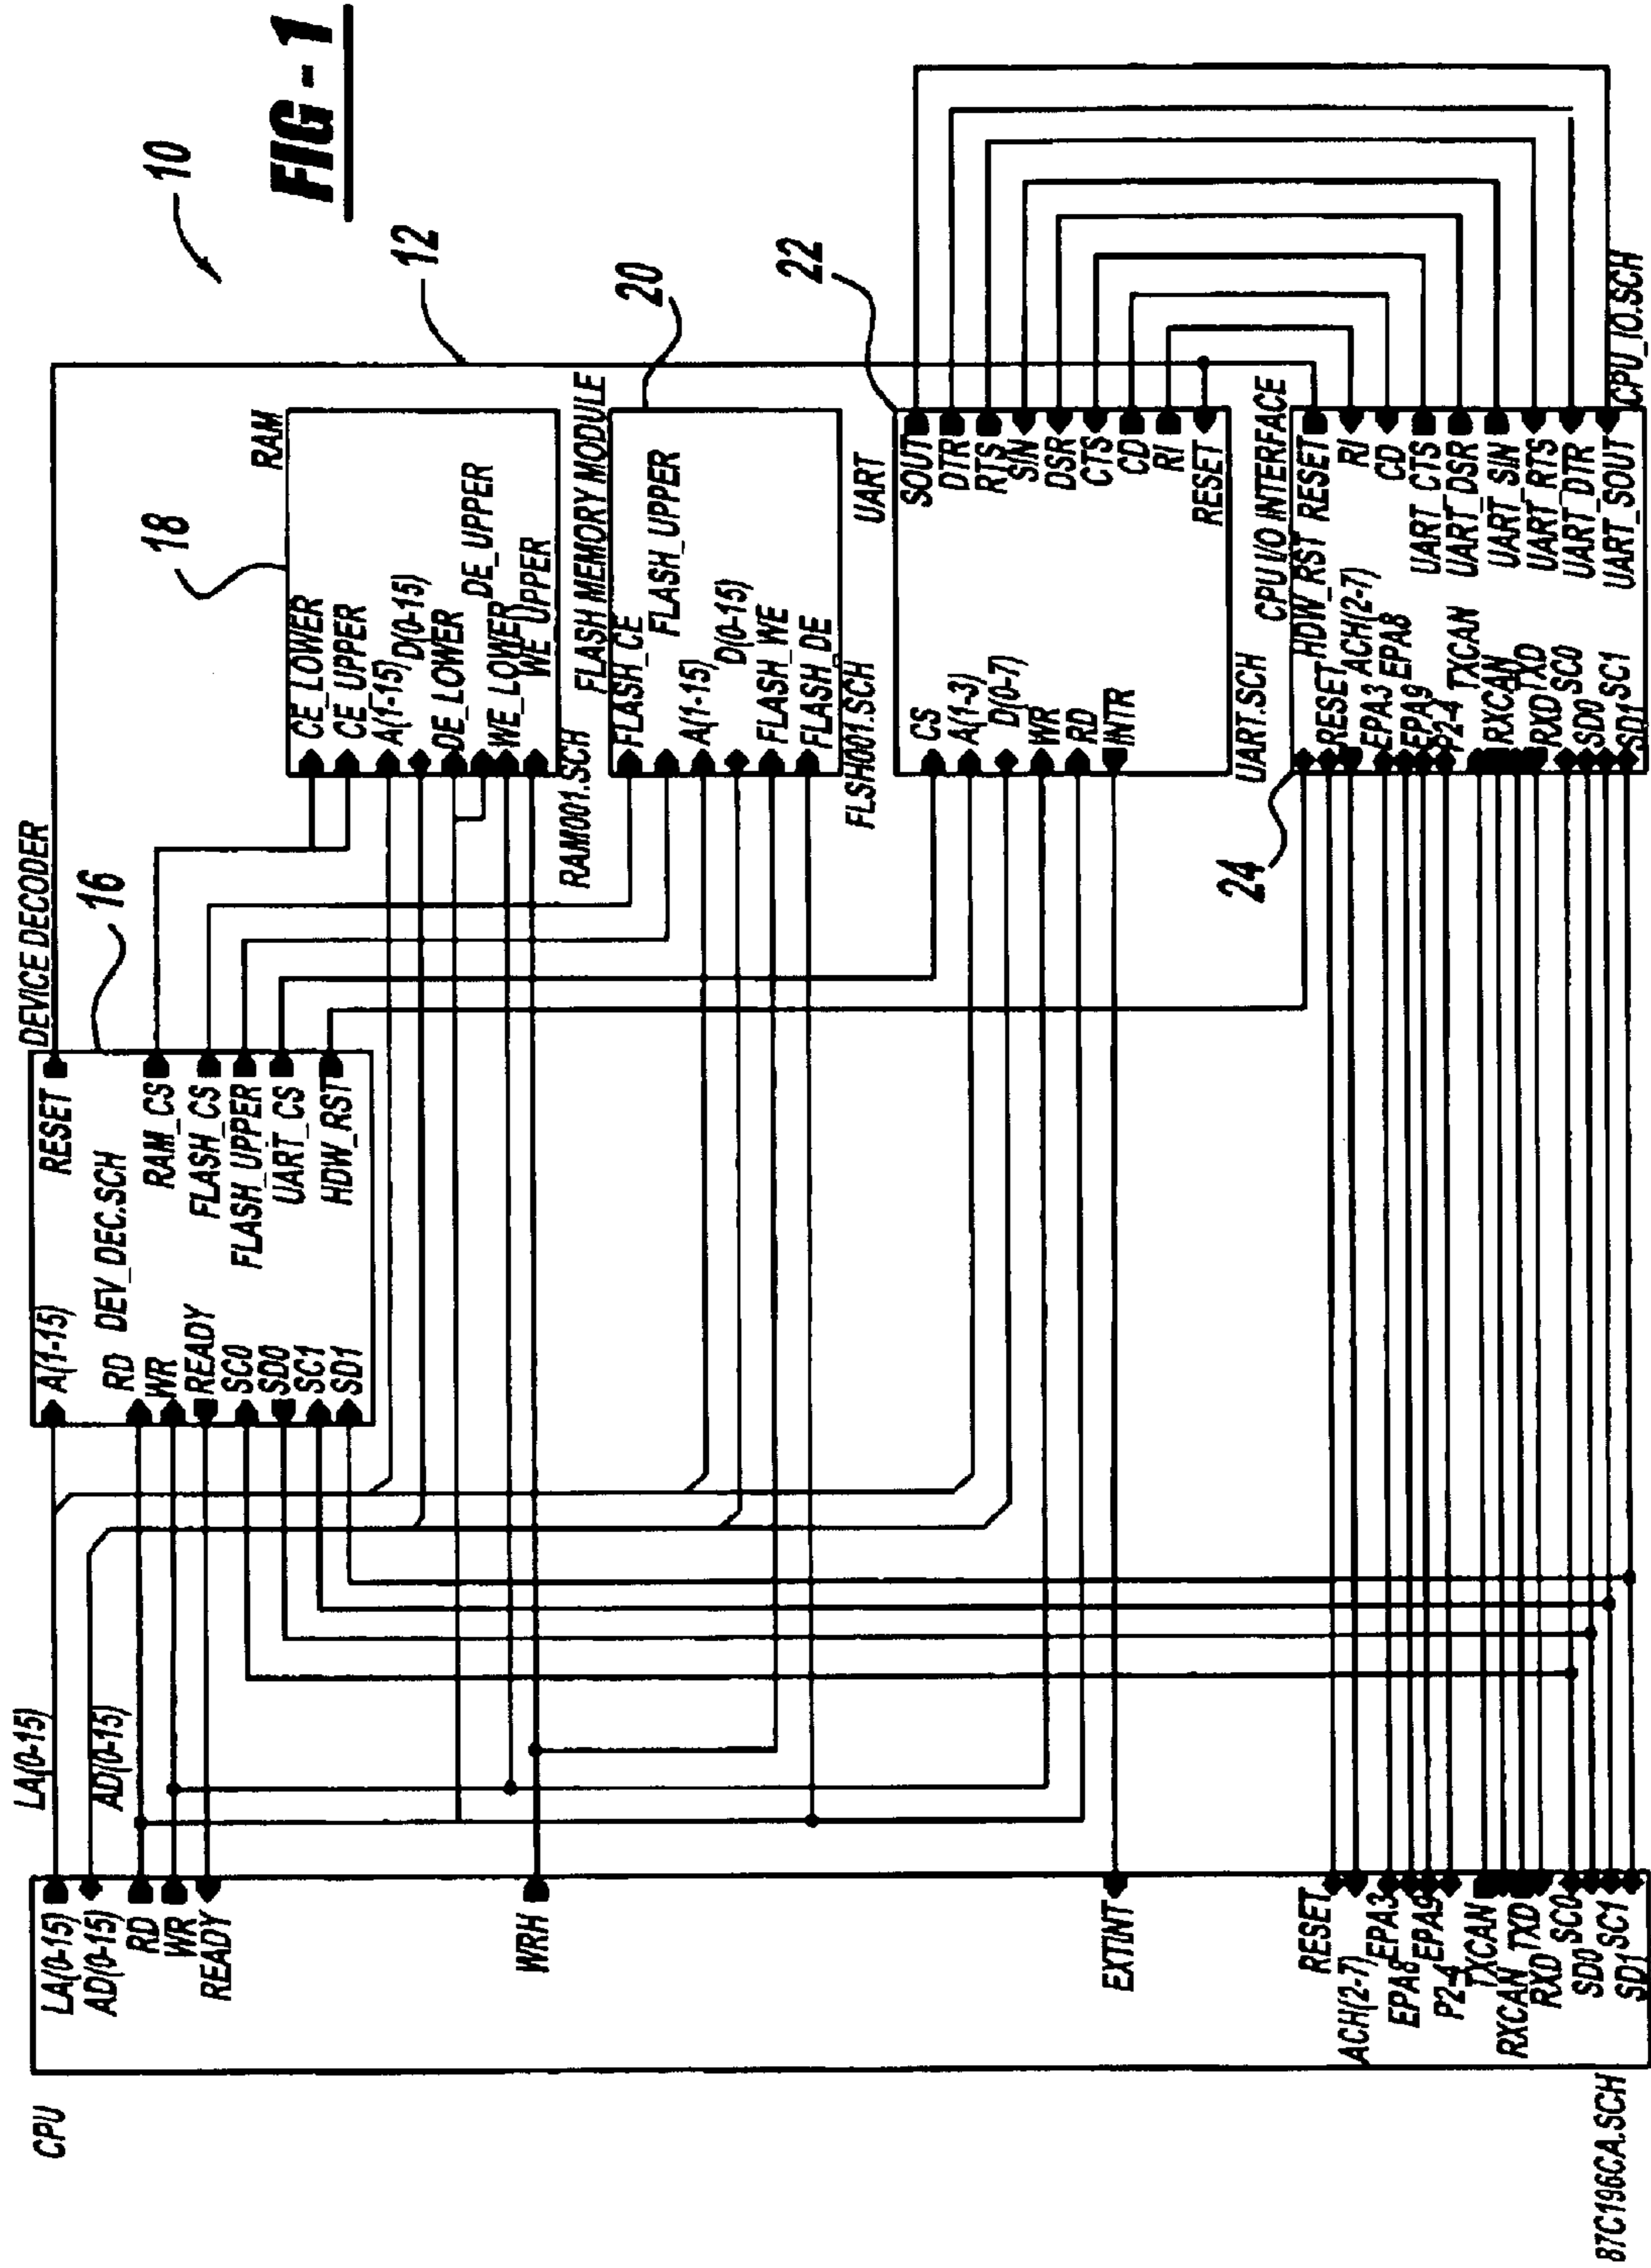 FIG - 1
10
12
CPU
LA(0-15)
AD(0-15)
RD
WR
READY
WRH
EXTINT
RESET
ACH(2-7)
EPA3
EPA8
EPA9
P2-4
TXCAN
RXCAN
TXD
RXD
SC0
SD0
SC1
SD1
87C196CA.SCH
LA(0-15)
AD(0-15)
DEVICE DECODER
16
A(1-15)
RD
WR
READY
SC0
SD0
SC1
SD1
DEV_DEC.SCH
RESET
RAM_CS
FLASH_CS
FLASH_UPPER
UART_CS
HDW_RST
RAM
18
CE_LOWER
CE_UPPER
A(1-15)
D(0-15)
DE_LOWER
DE_UPPER
WE_LOWER
WE_UPPER
RAM001.SCH
FLASH MEMORY MODULE
20
FLASH_CE
FLASH_UPPER
A(1-15)
D(0-15)
FLASH_WE
FLASH_DE
FLSH001.SCH
UART
22
CS
A(1-3)
D(0-7)
WR
RD
INTR
SOUT
DTR
RTS
SIN
DSR
CTS
CD
RI
RESET
UART.SCH
CPU I/O INTERFACE
24
HDW_RST
RESET
ACH(2-7)
EPA3
EPA8
EPA9
P2-4
TXCAN
RXCAN
TXD
RXD
SC0
SD0
SC1
SD1
RESET
RI
CD
UART_CTS
UART_DSR
UART_SIN
UART_RTS
UART_DTR
UART_SOUT
CPU_IO.SCH